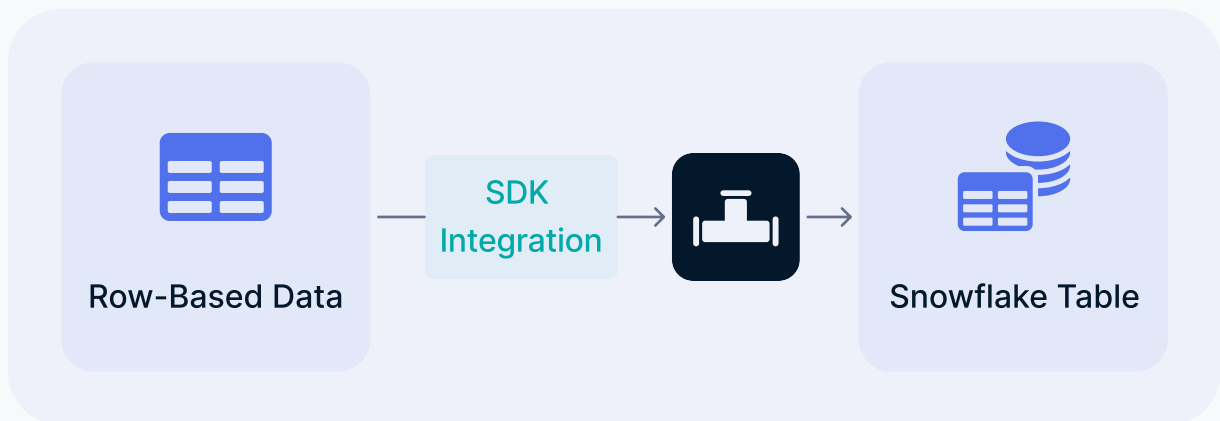 Row-Based Data
SDK
Integration
Snowflake Table